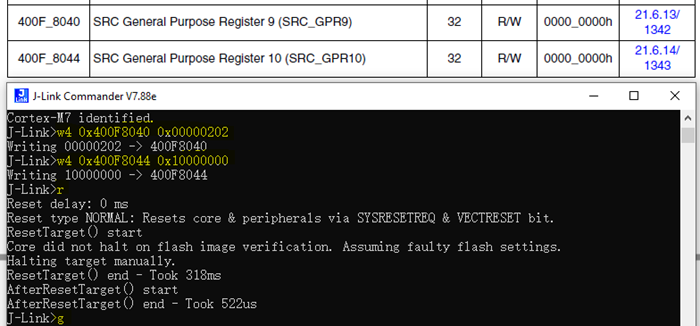 400F_8040 SRC General Purpose Register 9 (SRC_GPR9) 32 R/W 0000_0000h 21.6.13/
1342
400F_8044 SRC General Purpose Register 10 (SRC_GPR10) 32 R/W 0000_0000h 21.6.14/
1343
J-Link Commander V7.88e
Cortex-M7 identified.
J-Link>w4 0x400F8040 0x00000202
Writing 00000202 -> 400F8040
J-Link>w4 0x400F8044 0x10000000
Writing 10000000 -> 400F8044
J-Link>r
Reset delay: 0 ms
Reset type NORMAL: Resets core & peripherals via SYSRESETREQ & VECTRESET bit.
ResetTarget() start
Core did not halt on flash image verification. Assuming faulty flash settings.
Halting target manually.
ResetTarget() end - Took 318ms
AfterResetTarget() start
AfterResetTarget() end - Took 522us
J-Link>g